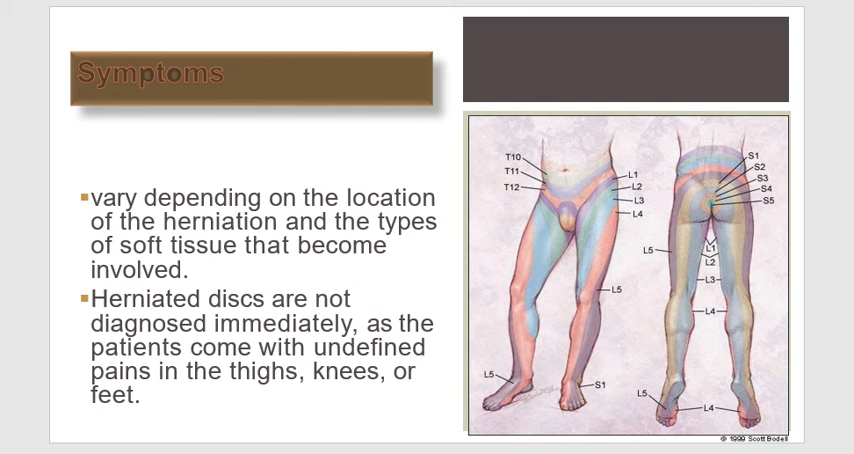 Symptoms
▪vary depending on the location
of the herniation and the types
of soft tissue that become
involved.
▪Herniated discs are not
diagnosed immediately, as the
patients come with undefined
pains in the thighs, knees, or
feet.
T10
T11
T12
L1
L2
L3
L4
L5
L5
S1
S1
S2
S3
S4
S5
L5
L1
L2
L3
L4
L5
L4
© 1999 Scott Bodell